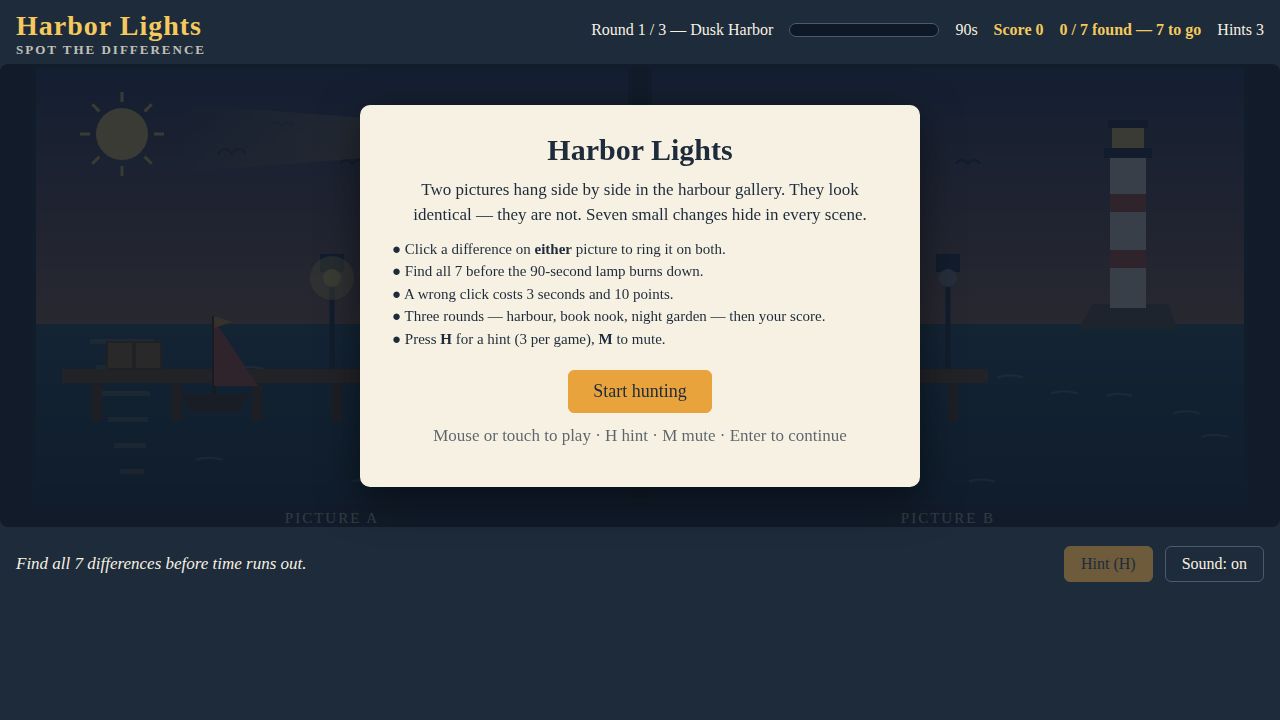 Harbor Lights
SPOT THE DIFFERENCE
Round 1 / 3 — Dusk Harbor 90s Score 0 0 / 7 found — 7 to go Hints 3
Harbor Lights
Two pictures hang side by side in the harbour gallery. They look
identical — they are not. Seven small changes hide in every scene.
● Click a difference on either picture to ring it on both.
● Find all 7 before the 90-second lamp burns down.
● A wrong click costs 3 seconds and 10 points.
● Three rounds — harbour, book nook, night garden — then your score.
● Press H for a hint (3 per game), M to mute.
Start hunting
Mouse or touch to play · H hint · M mute · Enter to continue
PICTURE A
PICTURE B
Find all 7 differences before time runs out.
Hint (H)
Sound: on